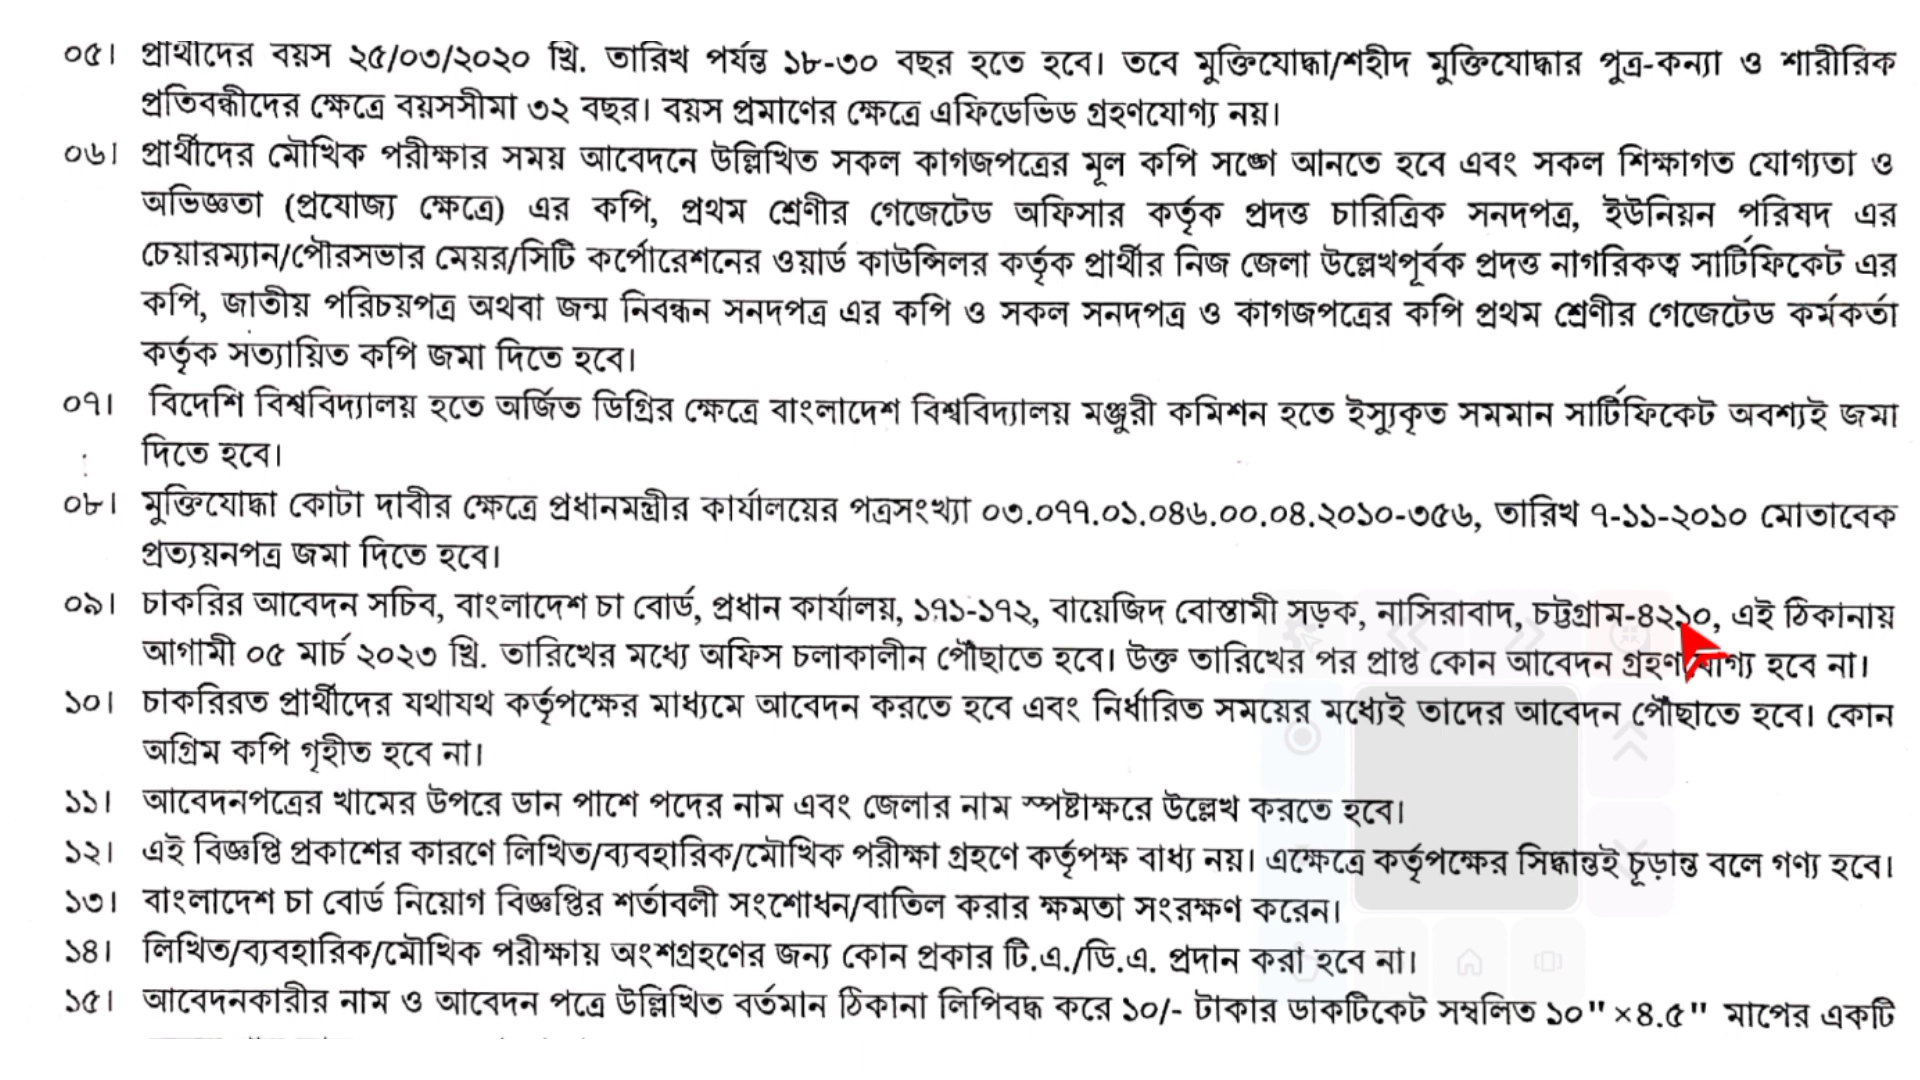 ০৫। প্রার্থীদের বয়স ২৫/০৩/২০২০ খ্রি. তারিখ পর্যন্ত ১৮-৩০ বছর হতে হবে। তবে মুক্তিযোদ্ধা/শহীদ মুক্তিযোদ্ধার পুত্র-কন্যা ও শারীরিক
প্রতিবন্ধীদের ক্ষেত্রে বয়সসীমা ৩২ বছর। বয়স প্রমাণের ক্ষেত্রে এফিডেভিড গ্রহণযোগ্য নয়।
০৬। প্রার্থীদের মৌখিক পরীক্ষার সময় আবেদনে উল্লিখিত সকল কাগজপত্রের মূল কপি সঙ্গে আনতে হবে এবং সকল শিক্ষাগত যোগ্যতা ও
অভিজ্ঞতা (প্রযোজ্য ক্ষেত্রে) এর কপি, প্রথম শ্রেণীর গেজেটেড অফিসার কর্তৃক প্রদত্ত চারিত্রিক সনদপত্র, ইউনিয়ন পরিষদ এর
চেয়ারম্যান/পৌরসভার মেয়র/সিটি কর্পোরেশনের ওয়ার্ড কাউন্সিলর কর্তৃক প্রার্থীর নিজ জেলা উল্লেখপূর্বক প্রদত্ত নাগরিকত্ব সার্টিফিকেট এর
কপি, জাতীয় পরিচয়পত্র অথবা জন্ম নিবন্ধন সনদপত্র এর কপি ও সকল সনদপত্র ও কাগজপত্রের কপি প্রথম শ্রেণীর গেজেটেড কর্মকর্তা
কর্তৃক সত্যায়িত কপি জমা দিতে হবে।
০৭। বিদেশি বিশ্ববিদ্যালয় হতে অর্জিত ডিগ্রির ক্ষেত্রে বাংলাদেশ বিশ্ববিদ্যালয় মঞ্জুরী কমিশন হতে ইস্যুকৃত সমমান সার্টিফিকেট অবশ্যই জমা
দিতে হবে।
০৮। মুক্তিযোদ্ধা কোটা দাবীর ক্ষেত্রে প্রধানমন্ত্রীর কার্যালয়ের পত্রসংখ্যা ০৩.০৭৭.০১.০৪৬.০০.০৪.২০১০-৩৫৬, তারিখ ৭-১১-২০১০ মোতাবেক
প্রত্যয়নপত্র জমা দিতে হবে।
০৯। চাকরির আবেদন সচিব, বাংলাদেশ চা বোর্ড, প্রধান কার্যালয়, ১৭১-১৭২, বায়েজিদ বোস্তামী সড়ক, নাসিরাবাদ, চট্টগ্রাম-৪২১০, এই ঠিকানায়
আগামী ০৫ মার্চ ২০২৩ খ্রি. তারিখের মধ্যে অফিস চলাকালীন পৌঁছাতে হবে। উক্ত তারিখের পর প্রাপ্ত কোন আবেদন গ্রহণযোগ্য হবে না।
১০। চাকরিরত প্রার্থীদের যথাযথ কর্তৃপক্ষের মাধ্যমে আবেদন করতে হবে এবং নির্ধারিত সময়ের মধ্যেই তাদের আবেদন পৌঁছাতে হবে। কোন
অগ্রিম কপি গৃহীত হবে না।
১১। আবেদনপত্রের খামের উপরে ডান পাশে পদের নাম এবং জেলার নাম স্পষ্টাক্ষরে উল্লেখ করতে হবে।
১২। এই বিজ্ঞপ্তি প্রকাশের কারণে লিখিত/ব্যবহারিক/মৌখিক পরীক্ষা গ্রহণে কর্তৃপক্ষ বাধ্য নয়। এক্ষেত্রে কর্তৃপক্ষের সিদ্ধান্তই চূড়ান্ত বলে গণ্য হবে।
১৩। বাংলাদেশ চা বোর্ড নিয়োগ বিজ্ঞপ্তির শর্তাবলী সংশোধন/বাতিল করার ক্ষমতা সংরক্ষণ করেন।
১৪। লিখিত/ব্যবহারিক/মৌখিক পরীক্ষায় অংশগ্রহণের জন্য কোন প্রকার টি.এ./ডি.এ. প্রদান করা হবে না।
১৫। আবেদনকারীর নাম ও আবেদন পত্রে উল্লিখিত বর্তমান ঠিকানা লিপিবদ্ধ করে ১০/- টাকার ডাকটিকেট সম্বলিত ১০"×৪.৫" মাপের একটি